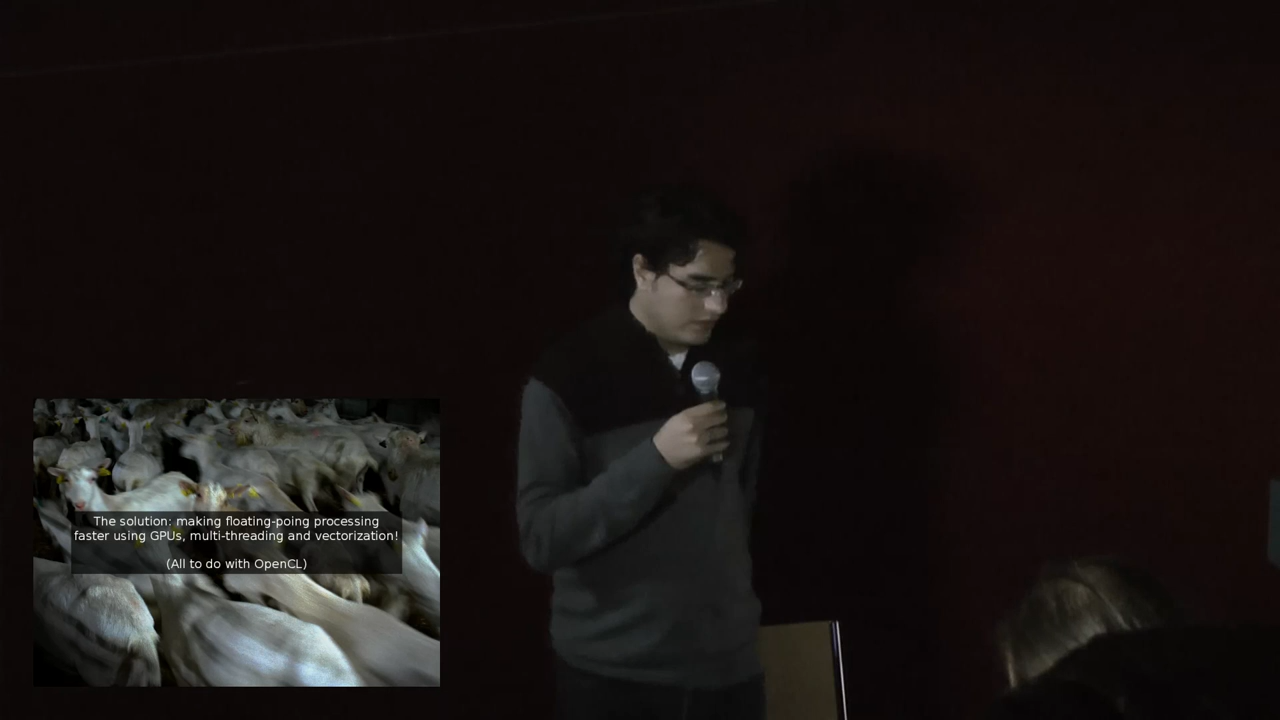 The solution: making floating-poing processing
faster using GPUs, multi-threading and vectorization!
(All to do with OpenCL)